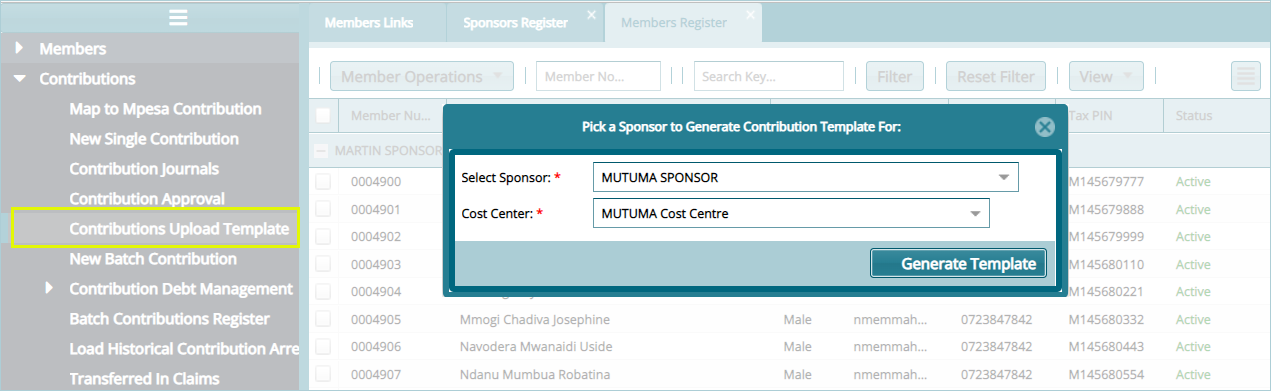 Members Links
Sponsors Register
Members Register
Members
Contributions
Map to Mpesa Contribution
New Single Contribution
Contribution Journals
Contribution Approval
Contributions Upload Template
New Batch Contribution
Contribution Debt Management
Batch Contributions Register
Load Historical Contribution Arre
Transferred In Claims
Member Operations
Member No...
Search Key...
Filter
Reset Filter
View
Member Nu... Tax PIN Status
MARTIN SPONSOR
Pick a Sponsor to Generate Contribution Template For:
Select Sponsor: * MUTUMA SPONSOR
Cost Center: * MUTUMA Cost Centre
Generate Template
0004900 M145679777 Active
0004901 M145679888 Active
0004902 M145679999 Active
0004903 M145680110 Active
0004904 M145680221 Active
0004905 Mmogi Chadiva Josephine Male nmemmah... 0723847842 M145680332 Active
0004906 Navodera Mwanaidi Uside Male nmemmah... 0723847842 M145680443 Active
0004907 Ndanu Mumbua Robatina Male nmemmah... 0723847842 M145680554 Active